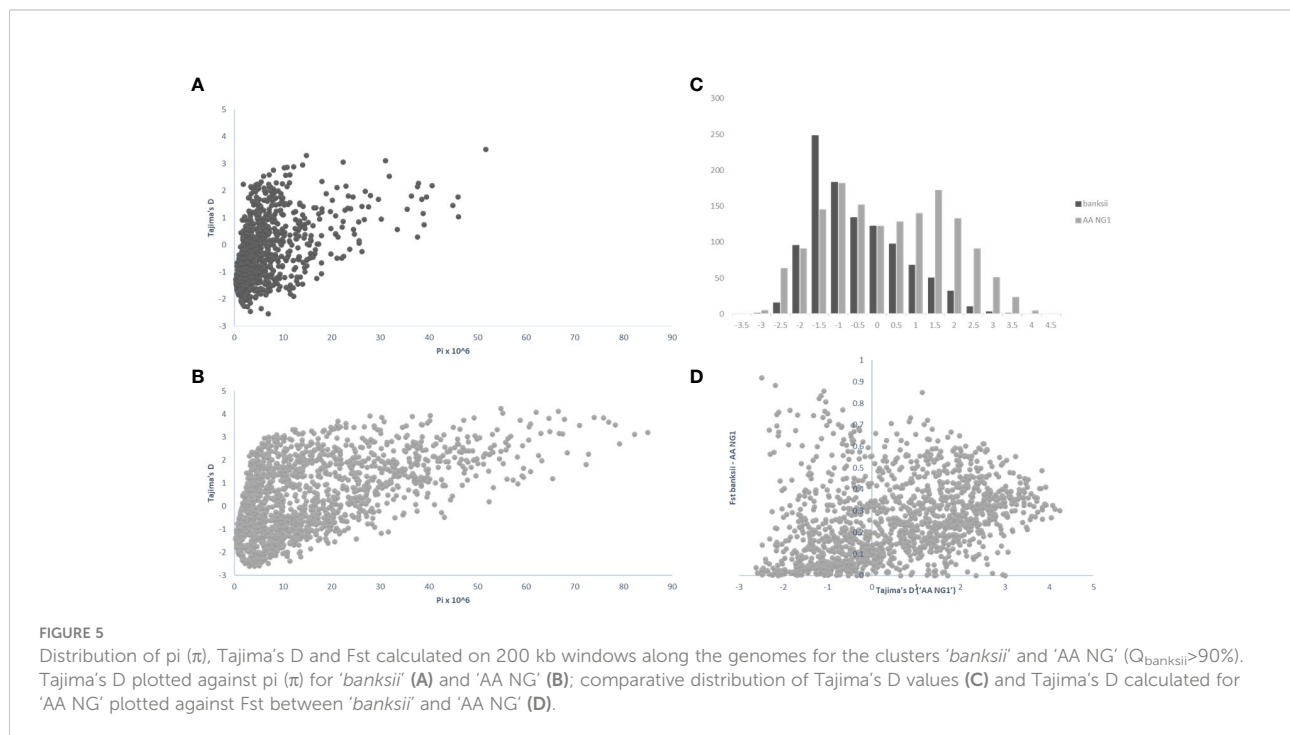 A
5
4
3
2
1
0
-1
-2
-3
Tajima's D
0 10 20 30 40 50 60 70 80 90
Pi x 10^6
B
5
4
3
2
1
0
-1
-2
-3
Tajima's D
0 10 20 30 40 50 60 70 80 90
Pi x 10^6
C
300
250
200
150
100
50
0
-3.5 -3 -2.5 -2 -1.5 -1 -0.5 0 0.5 1 1.5 2 2.5 3 3.5 4 4.5
banksii
AA NG1
D
1
0.9
0.8
0.7
0.6
0.5
0.4
0.3
0.2
0.1
0
Fst banksii - AA NG1
-3 -2 -1 0 1 2 3 4 5
Tajima's D ('AA NG1')
FIGURE 5
Distribution of pi (π), Tajima's D and Fst calculated on 200 kb windows along the genomes for the clusters 'banksii' and 'AA NG' (Qbanksii>90%).
Tajima's D plotted against pi (π) for 'banksii' (A) and 'AA NG' (B); comparative distribution of Tajima's D values (C) and Tajima's D calculated for
'AA NG' plotted against Fst between 'banksii' and 'AA NG' (D).